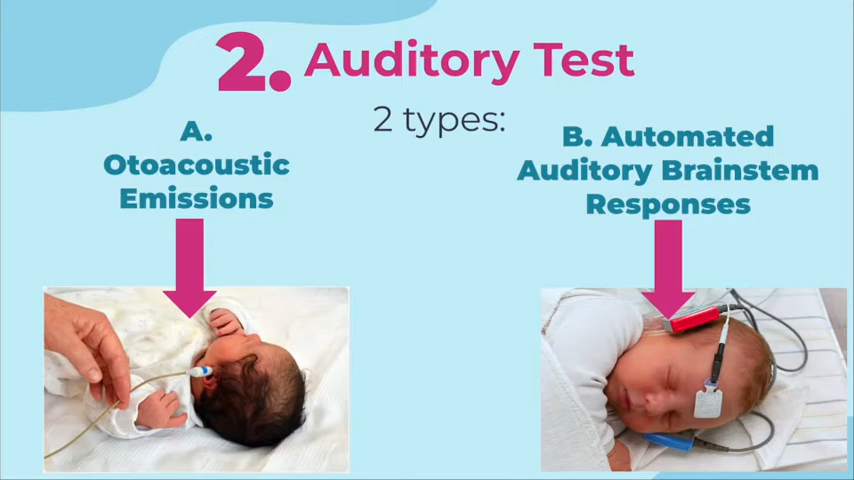 2. Auditory Test
2 types:
A.
Otoacoustic
Emissions
B. Automated
Auditory Brainstem
Responses